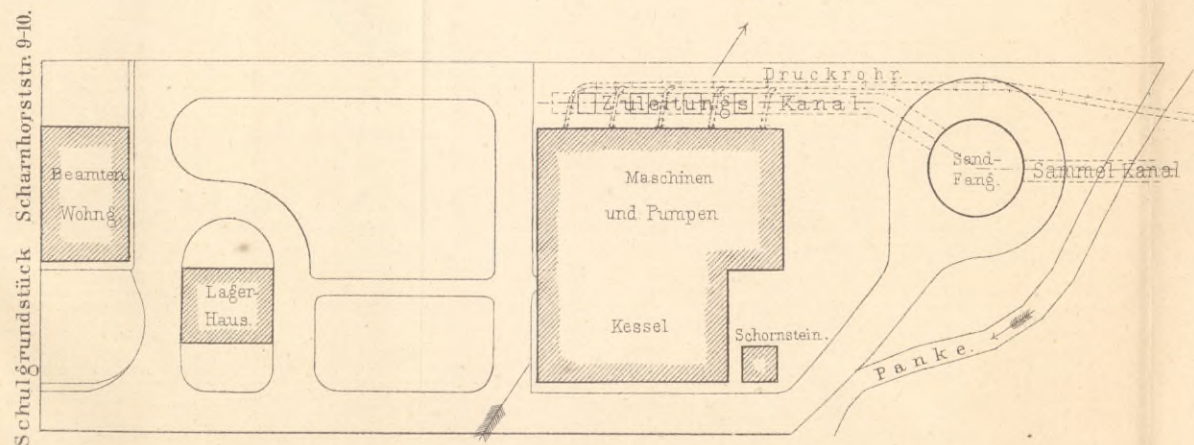 Schulgrundstück Scharnhorststr. 9-10.
Druckrohr.
Zuleitungs Kanal.
Beamten
Wohng.
Maschinen
und Pumpen
Sand-
Fang.
Sammel Kanal
Lager-
Haus.
Kessel
Schornstein.
Panke.